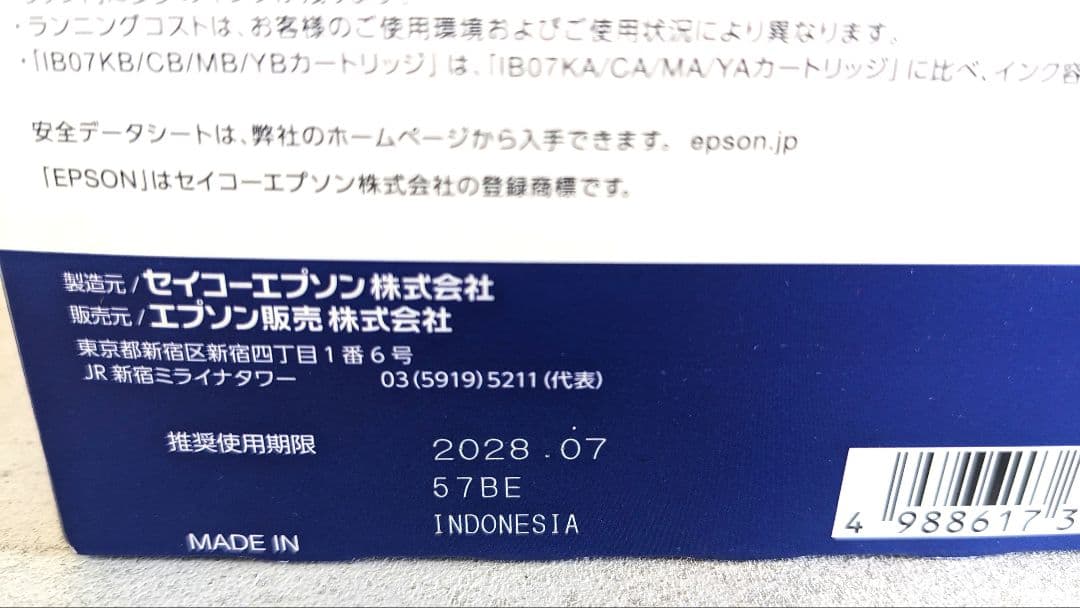 ・ランニングコストは、お客様のご使用環境およびご使用状況により異なります。
・「IB07KB/CB/MB/YBカートリッジ」は、「IB07KA/CA/MA/YAカートリッジ」に比べ、インク容
安全データシートは、弊社のホームページから入手できます。 epson.jp
「EPSON」はセイコーエプソン株式会社の登録商標です。
製造元/セイコーエプソン株式会社
販売元/エプソン販売株式会社
東京都新宿区新宿四丁目1番6号
JR新宿ミライナタワー 03(5919)5211(代表)
推奨使用期限 2028.07
57BE
MADE IN INDONESIA
4 988617 3